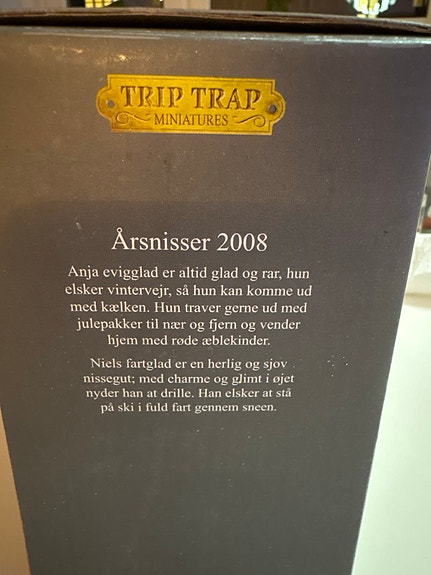 TRIP TRAP
MINIATURES
Årsnisser 2008
Anja evigglad er altid glad og rar, hun
elsker vintervejr, så hun kan komme ud
med kælken. Hun traver gerne ud med
julepakker til nær og fjern og vender
hjem med røde æblekinder.
Niels fartglad er en herlig og sjov
nissegut; med charme og glimt i øjet
nyder han at drille. Han elsker at stå
på ski i fuld fart gennem sneen.